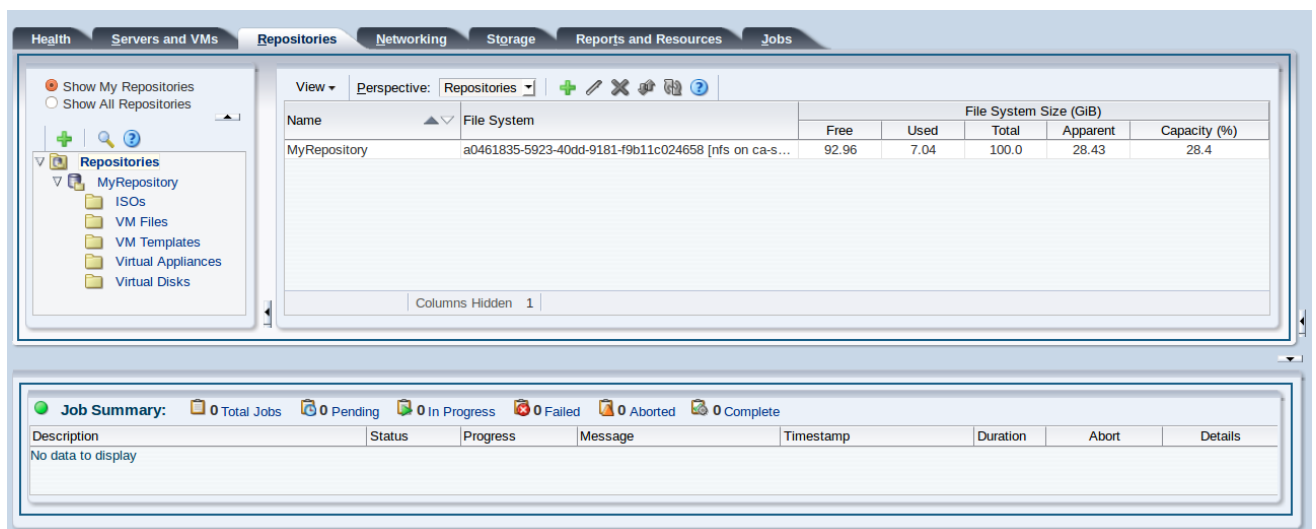 Health Servers and VMs Repositories Networking Storage Reports and Resources Jobs
Show My Repositories
Show All Repositories
Repositories
MyRepository
ISOs
VM Files
VM Templates
Virtual Appliances
Virtual Disks
View Perspective: Repositories
Name File System File System Size (GiB)
Free Used Total Apparent Capacity (%)
MyRepository a0461835-5923-40dd-9181-f9b11c024658 [nfs on ca-s... 92.96 7.04 100.0 28.43 28.4
Columns Hidden 1
Job Summary: 0 Total Jobs 0 Pending 0 In Progress 0 Failed 0 Aborted 0 Complete
Description Status Progress Message Timestamp Duration Abort Details
No data to display